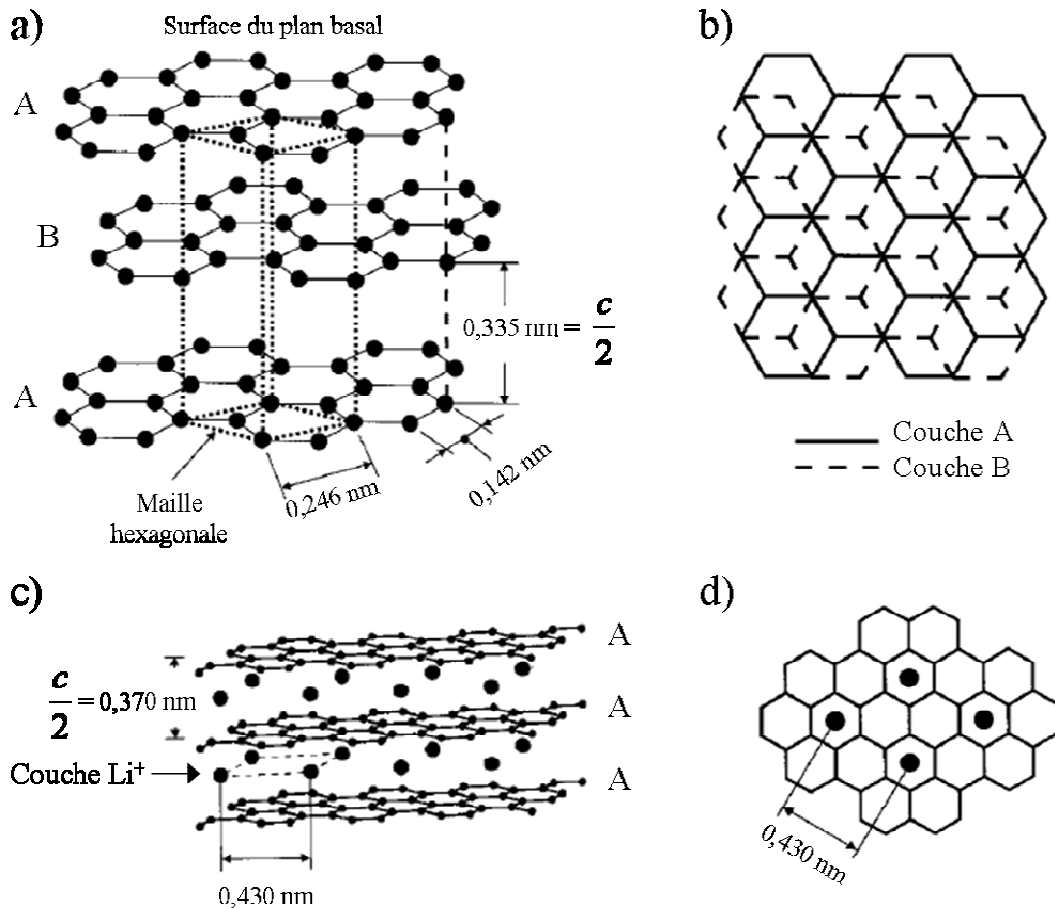 a)
Surface du plan basal
A
B
A
0,335 nm = c/2
0,246 nm
0,142 nm
Maille
hexagonale
b)
Couche A
Couche B
c)
A
c/2 = 0,370 nm
A
Couche Li⁺
A
0,430 nm
d)
0,430 nm